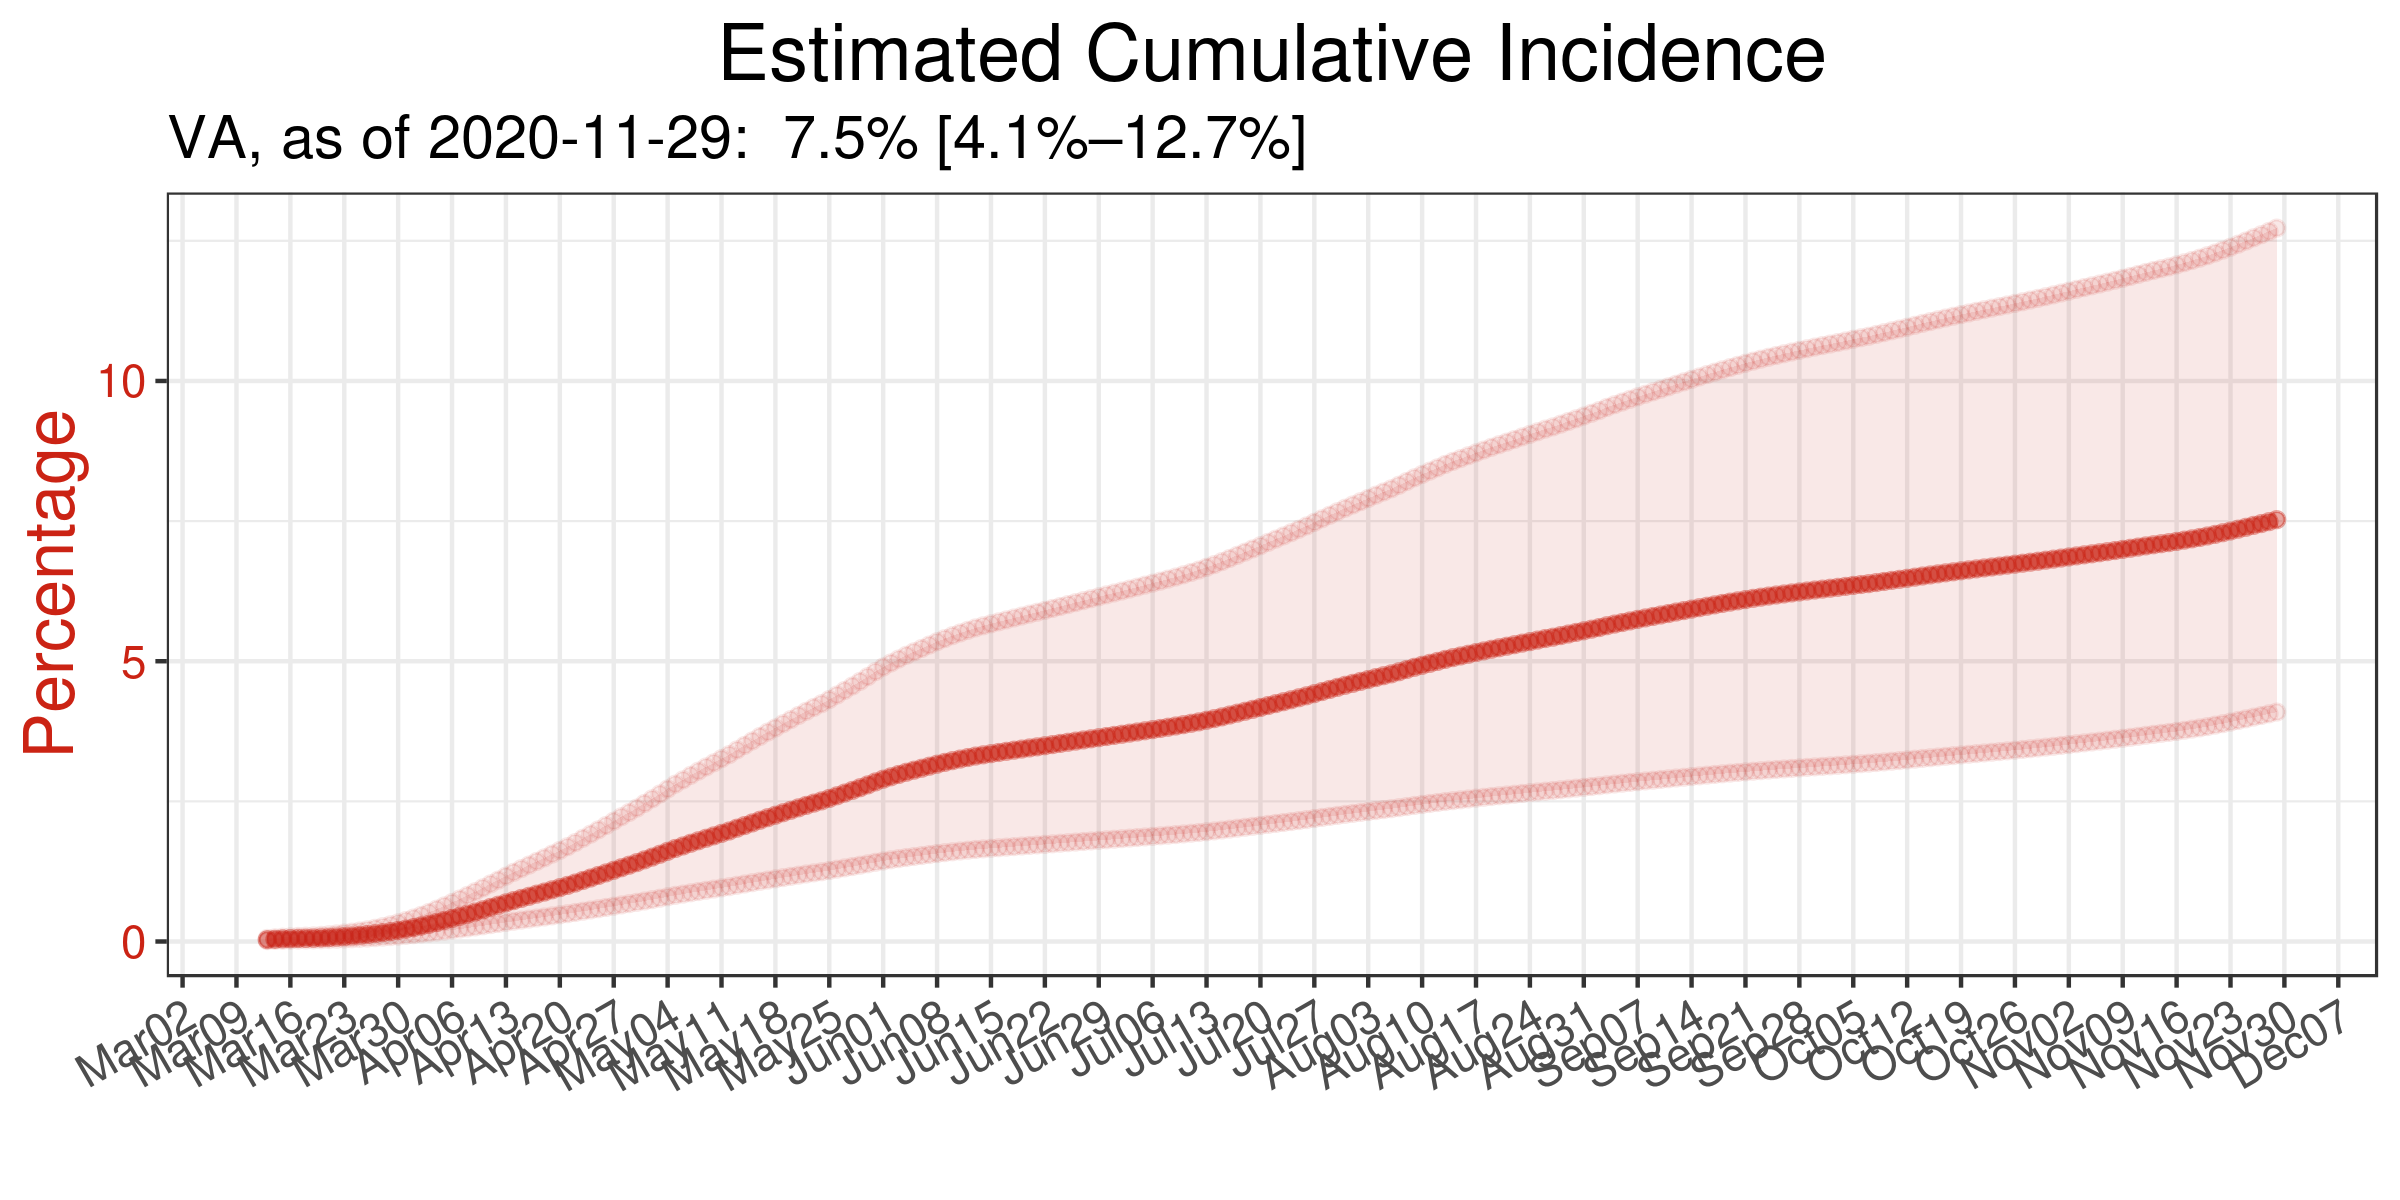 Estimated Cumulative Incidence
VA, as of 2020-11-29:  7.5% [4.1%–12.7%]
Percentage
10
5
0
Mar02
Mar09
Mar16
Mar23
Mar30
Apr06
Apr13
Apr20
Apr27
May04
May11
May18
May25
Jun01
Jun08
Jun15
Jun22
Jun29
Jul06
Jul13
Jul20
Jul27
Aug03
Aug10
Aug17
Aug24
Aug31
Sep07
Sep14
Sep21
Sep28
Oct05
Oct12
Oct19
Oct26
Nov02
Nov09
Nov16
Nov23
Nov30
Dec07